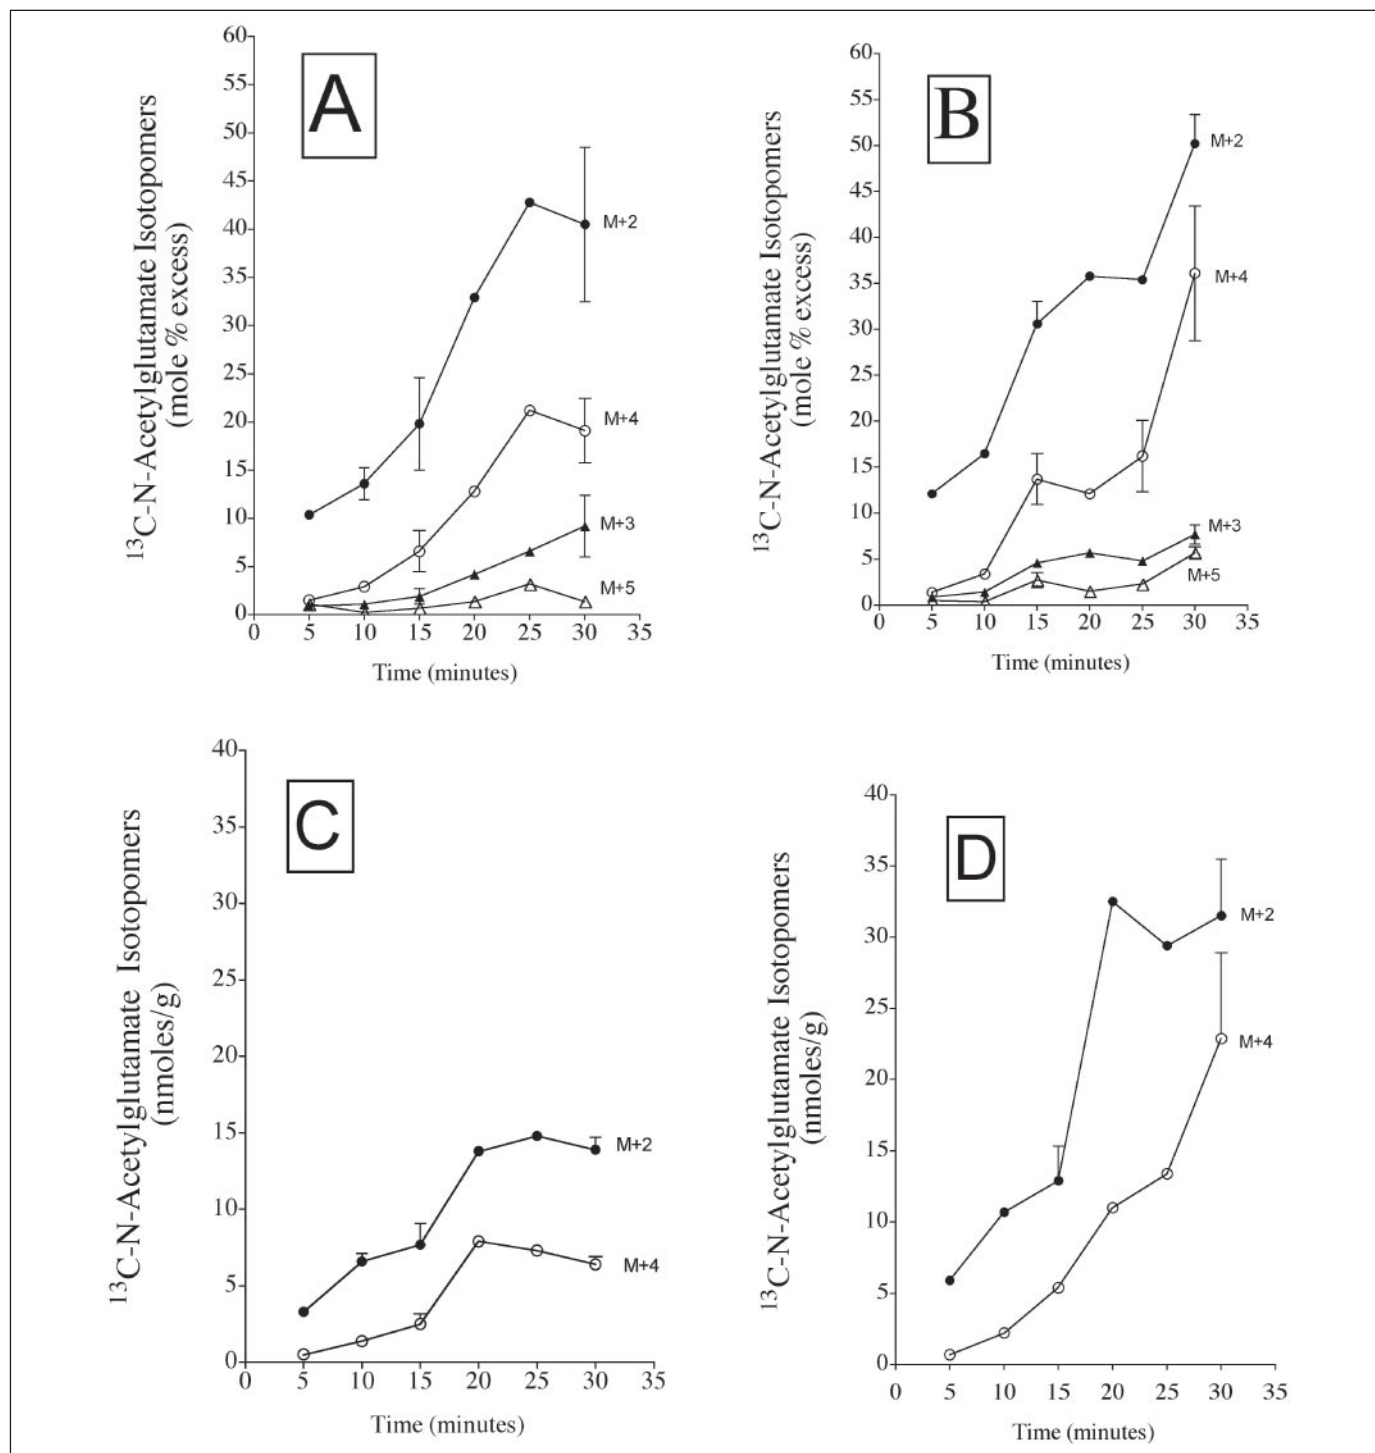 A
60
55
50
45
40
35
30
25
20
15
10
5
0
0 5 10 15 20 25 30 35
M+2
M+4
M+3
M+5
¹³C-N-Acetylglutamate Isotopomers
(mole % excess)
Time (minutes)
B
60
55
50
45
40
35
30
25
20
15
10
5
0
0 5 10 15 20 25 30 35
M+2
M+4
M+3
M+5
¹³C-N-Acetylglutamate Isotopomers
(mole % excess)
Time (minutes)
C
40
35
30
25
20
15
10
5
0
0 5 10 15 20 25 30 35
M+2
M+4
¹³C-N-Acetylglutamate Isotopomers
(nmoles/g)
Time (minutes)
D
40
35
30
25
20
15
10
5
0
0 5 10 15 20 25 30 35
M+2
M+4
¹³C-N-Acetylglutamate Isotopomers
(nmoles/g)
Time (minutes)